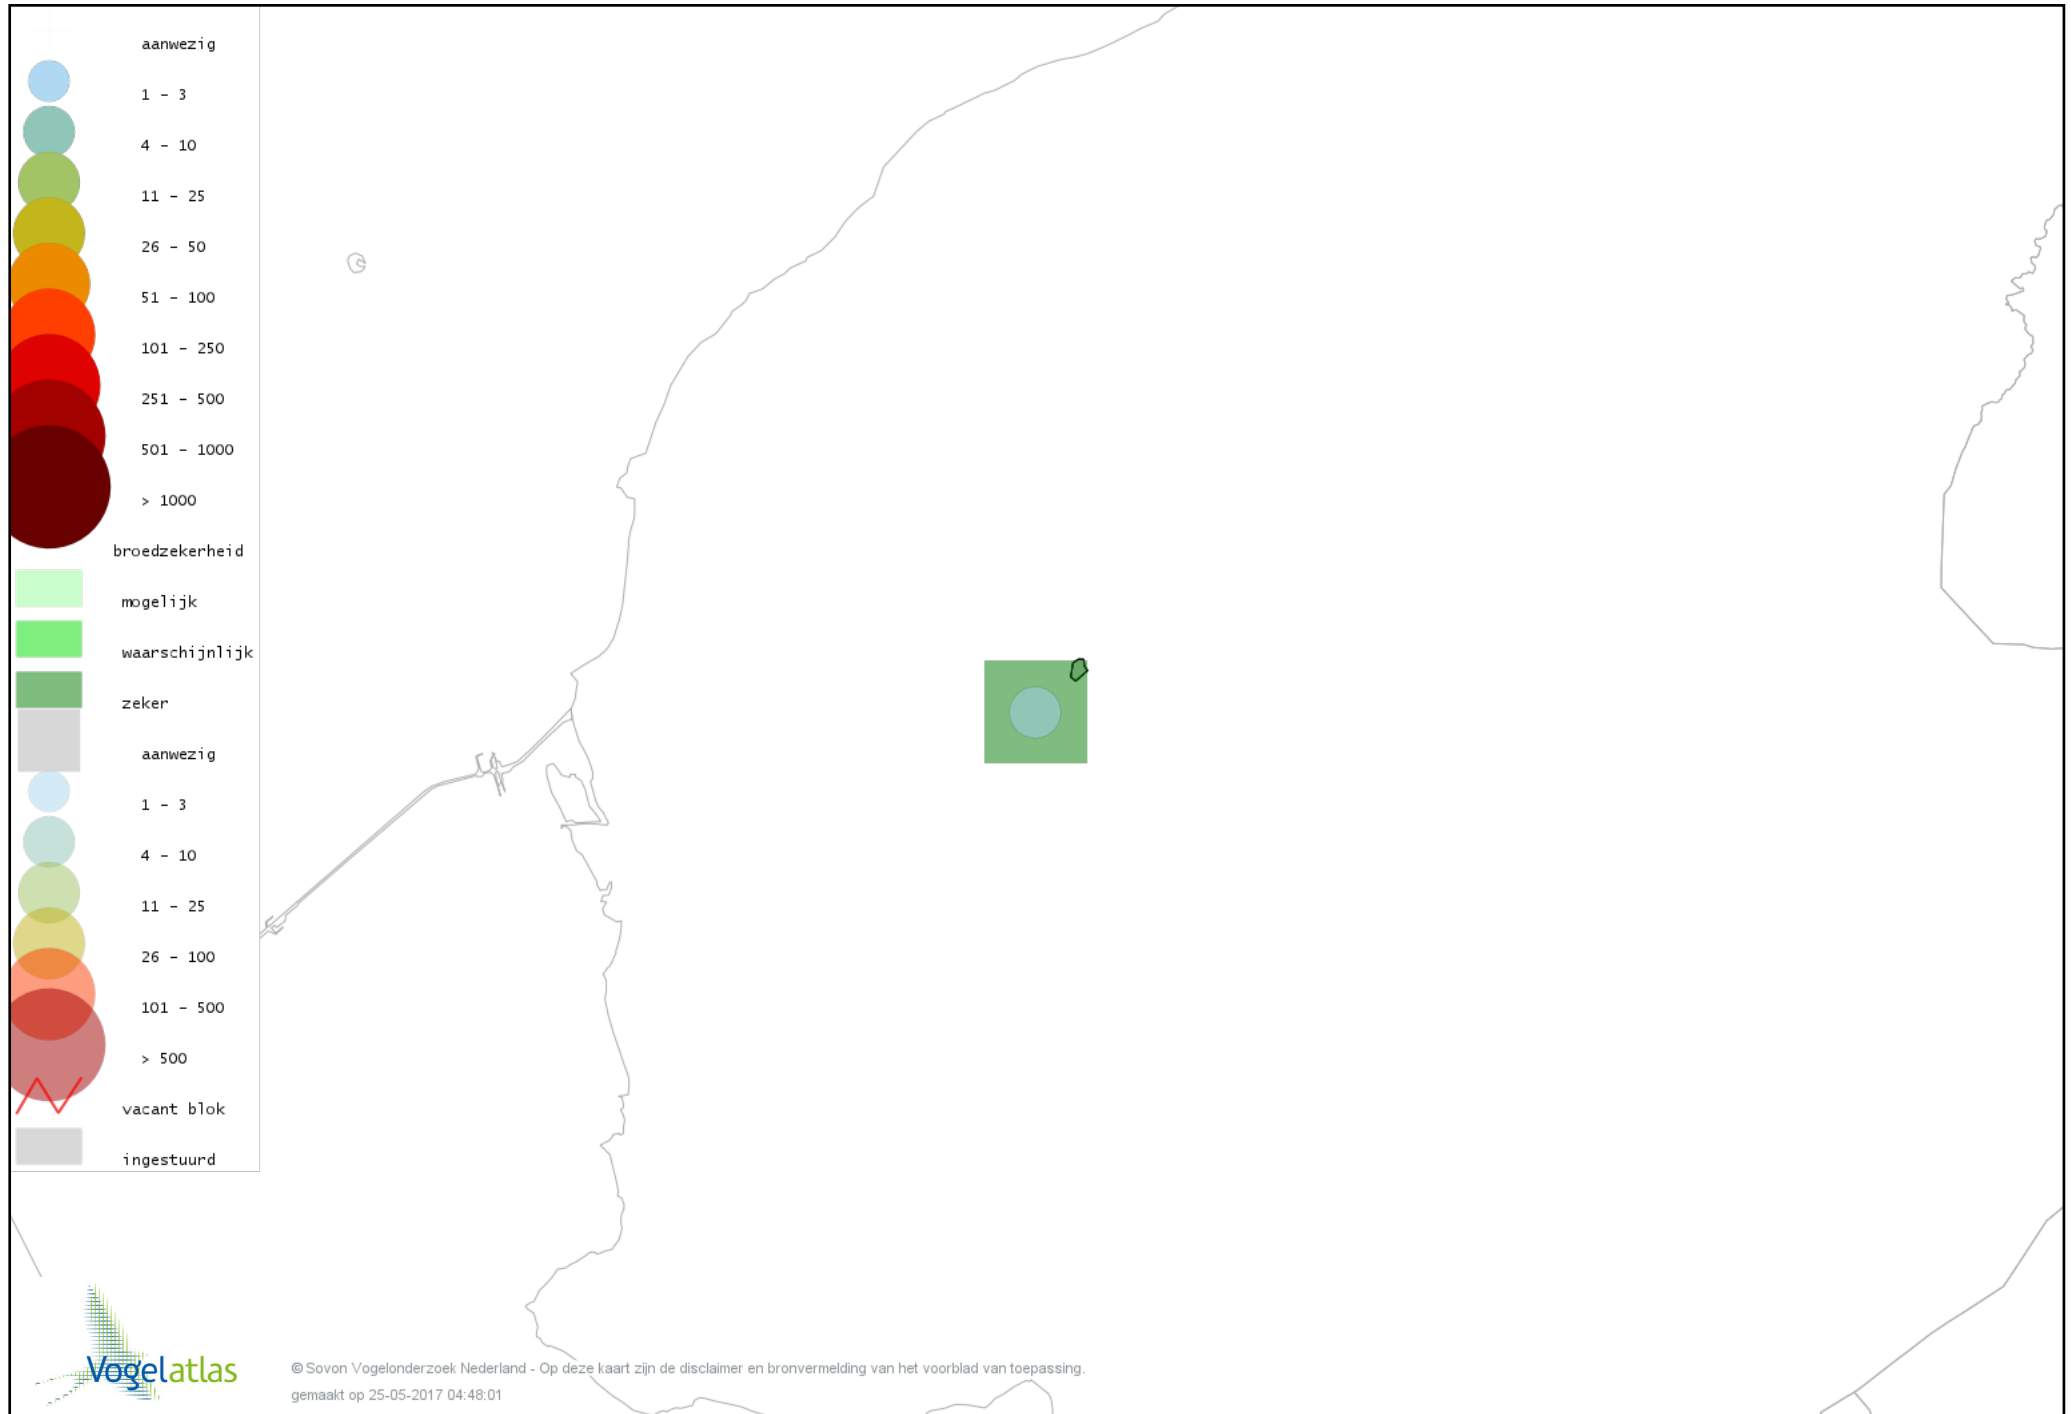 aanwezig
1 - 3
4 - 10
11 - 25
26 - 50
51 - 100
101 - 250
251 - 500
501 - 1000
> 1000
broedzekerheid
mogelijk
waarschijnlijk
zeker
aanwezig
1 - 3
4 - 10
11 - 25
26 - 100
101 - 500
> 500
vacant blok
ingestuurd
Vogelatlas
© Sovon Vogelonderzoek Nederland - Op deze kaart zijn de disclaimer en bronvermelding van het voorblad van toepassing.
gemaakt op 25-05-2017 04:48:01